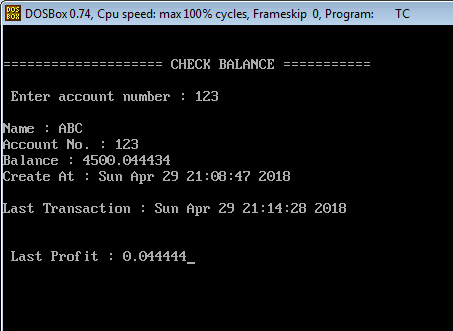 DOS BOX DOSBox 0.74, Cpu speed: max 100% cycles, Frameskip 0, Program: TC
==================== CHECK BALANCE ===========
Enter account number : 123
Name : ABC
Account No. : 123
Balance : 4500.044434
Create At : Sun Apr 29 21:08:47 2018
Last Transaction : Sun Apr 29 21:14:28 2018
Last Profit : 0.044444_